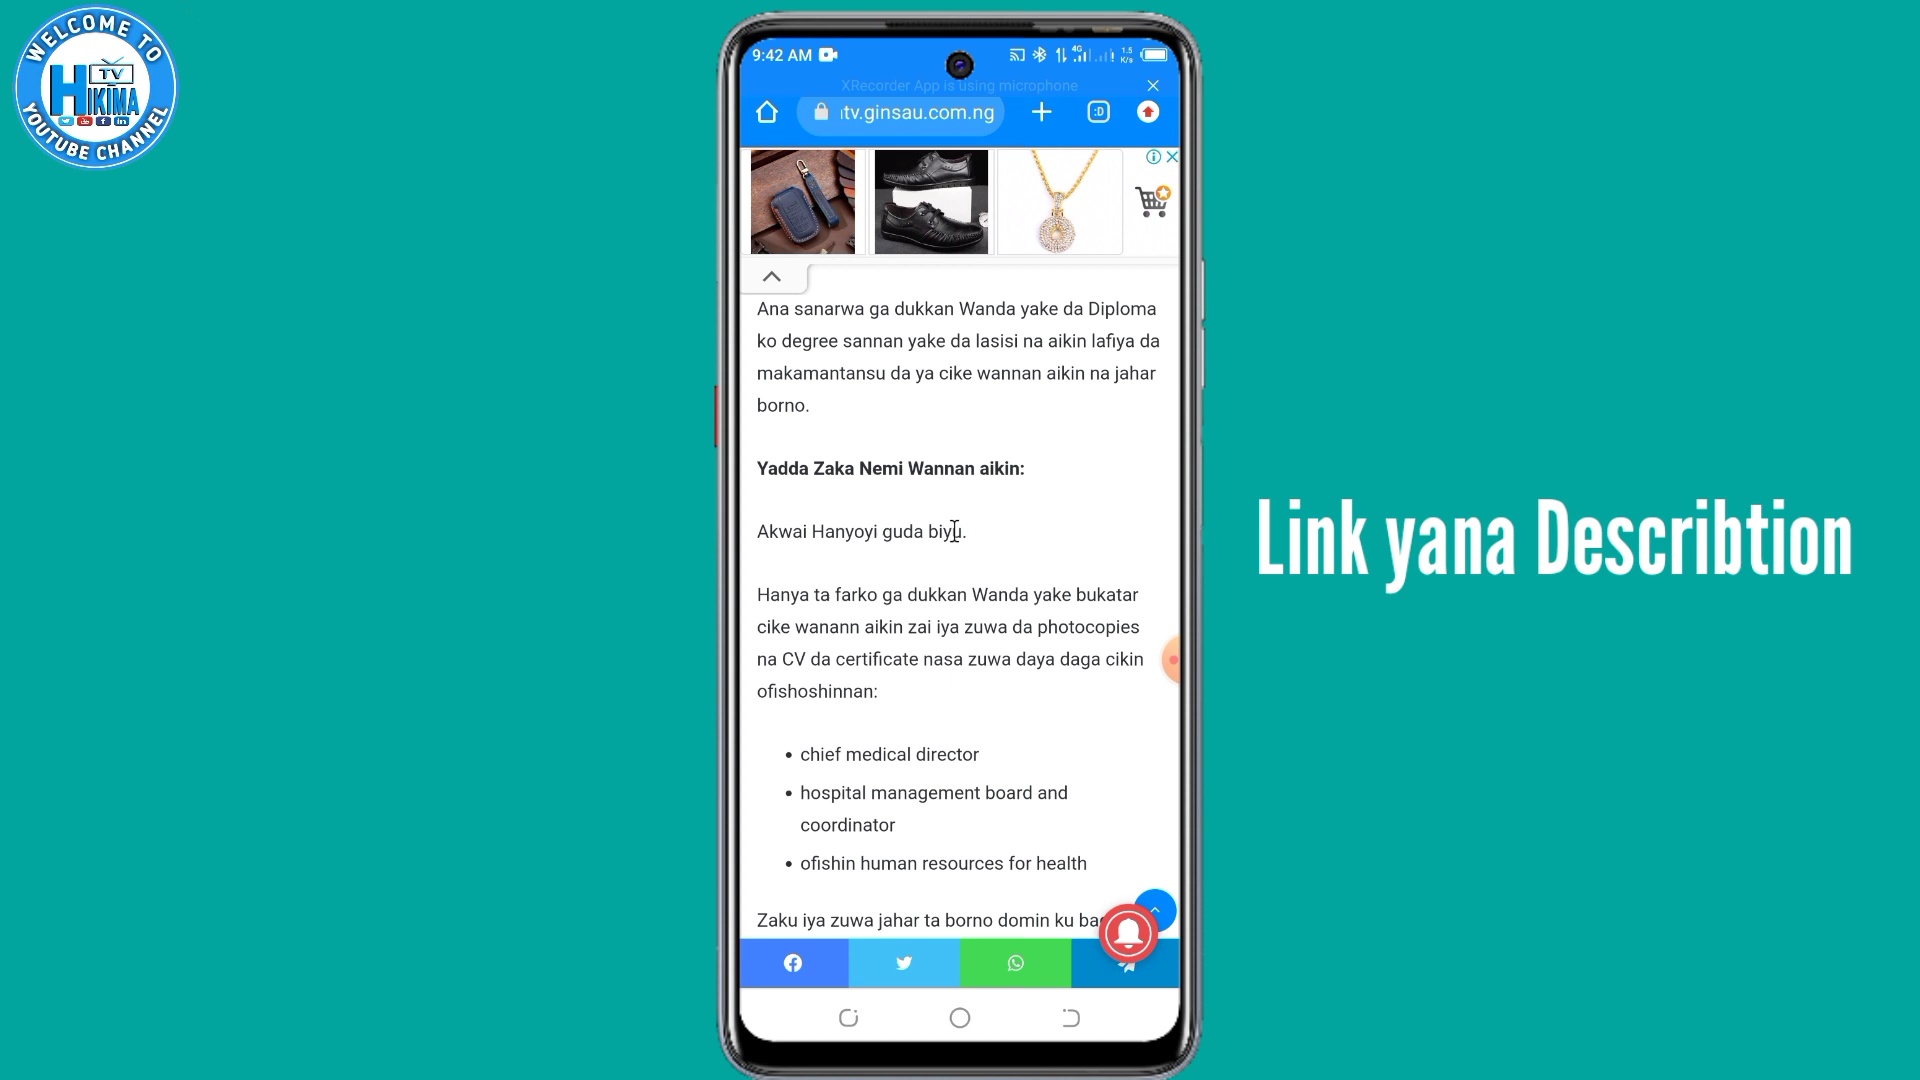 WELCOME TO
TV
HIKIMA
YOUTUBE CHANNEL
9:42 AM
4G
1.5
K/s
XRecorder App is using microphone
tv.ginsau.com.ng
:D
Ana sanarwa ga dukkan Wanda yake da Diploma
ko degree sannan yake da lasisi na aikin lafiya da
makamantansu da ya cike wannan aikin na jahar
borno.
Yadda Zaka Nemi Wannan aikin:
Akwai Hanyoyi guda biyu.
Hanya ta farko ga dukkan Wanda yake bukatar
cike wanann aikin zai iya zuwa da photocopies
na CV da certificate nasa zuwa daya daga cikin
ofishoshinnan:
• chief medical director
• hospital management board and
coordinator
• ofishin human resources for health
Zaku iya zuwa jahar ta borno domin ku
Link yana Describtion